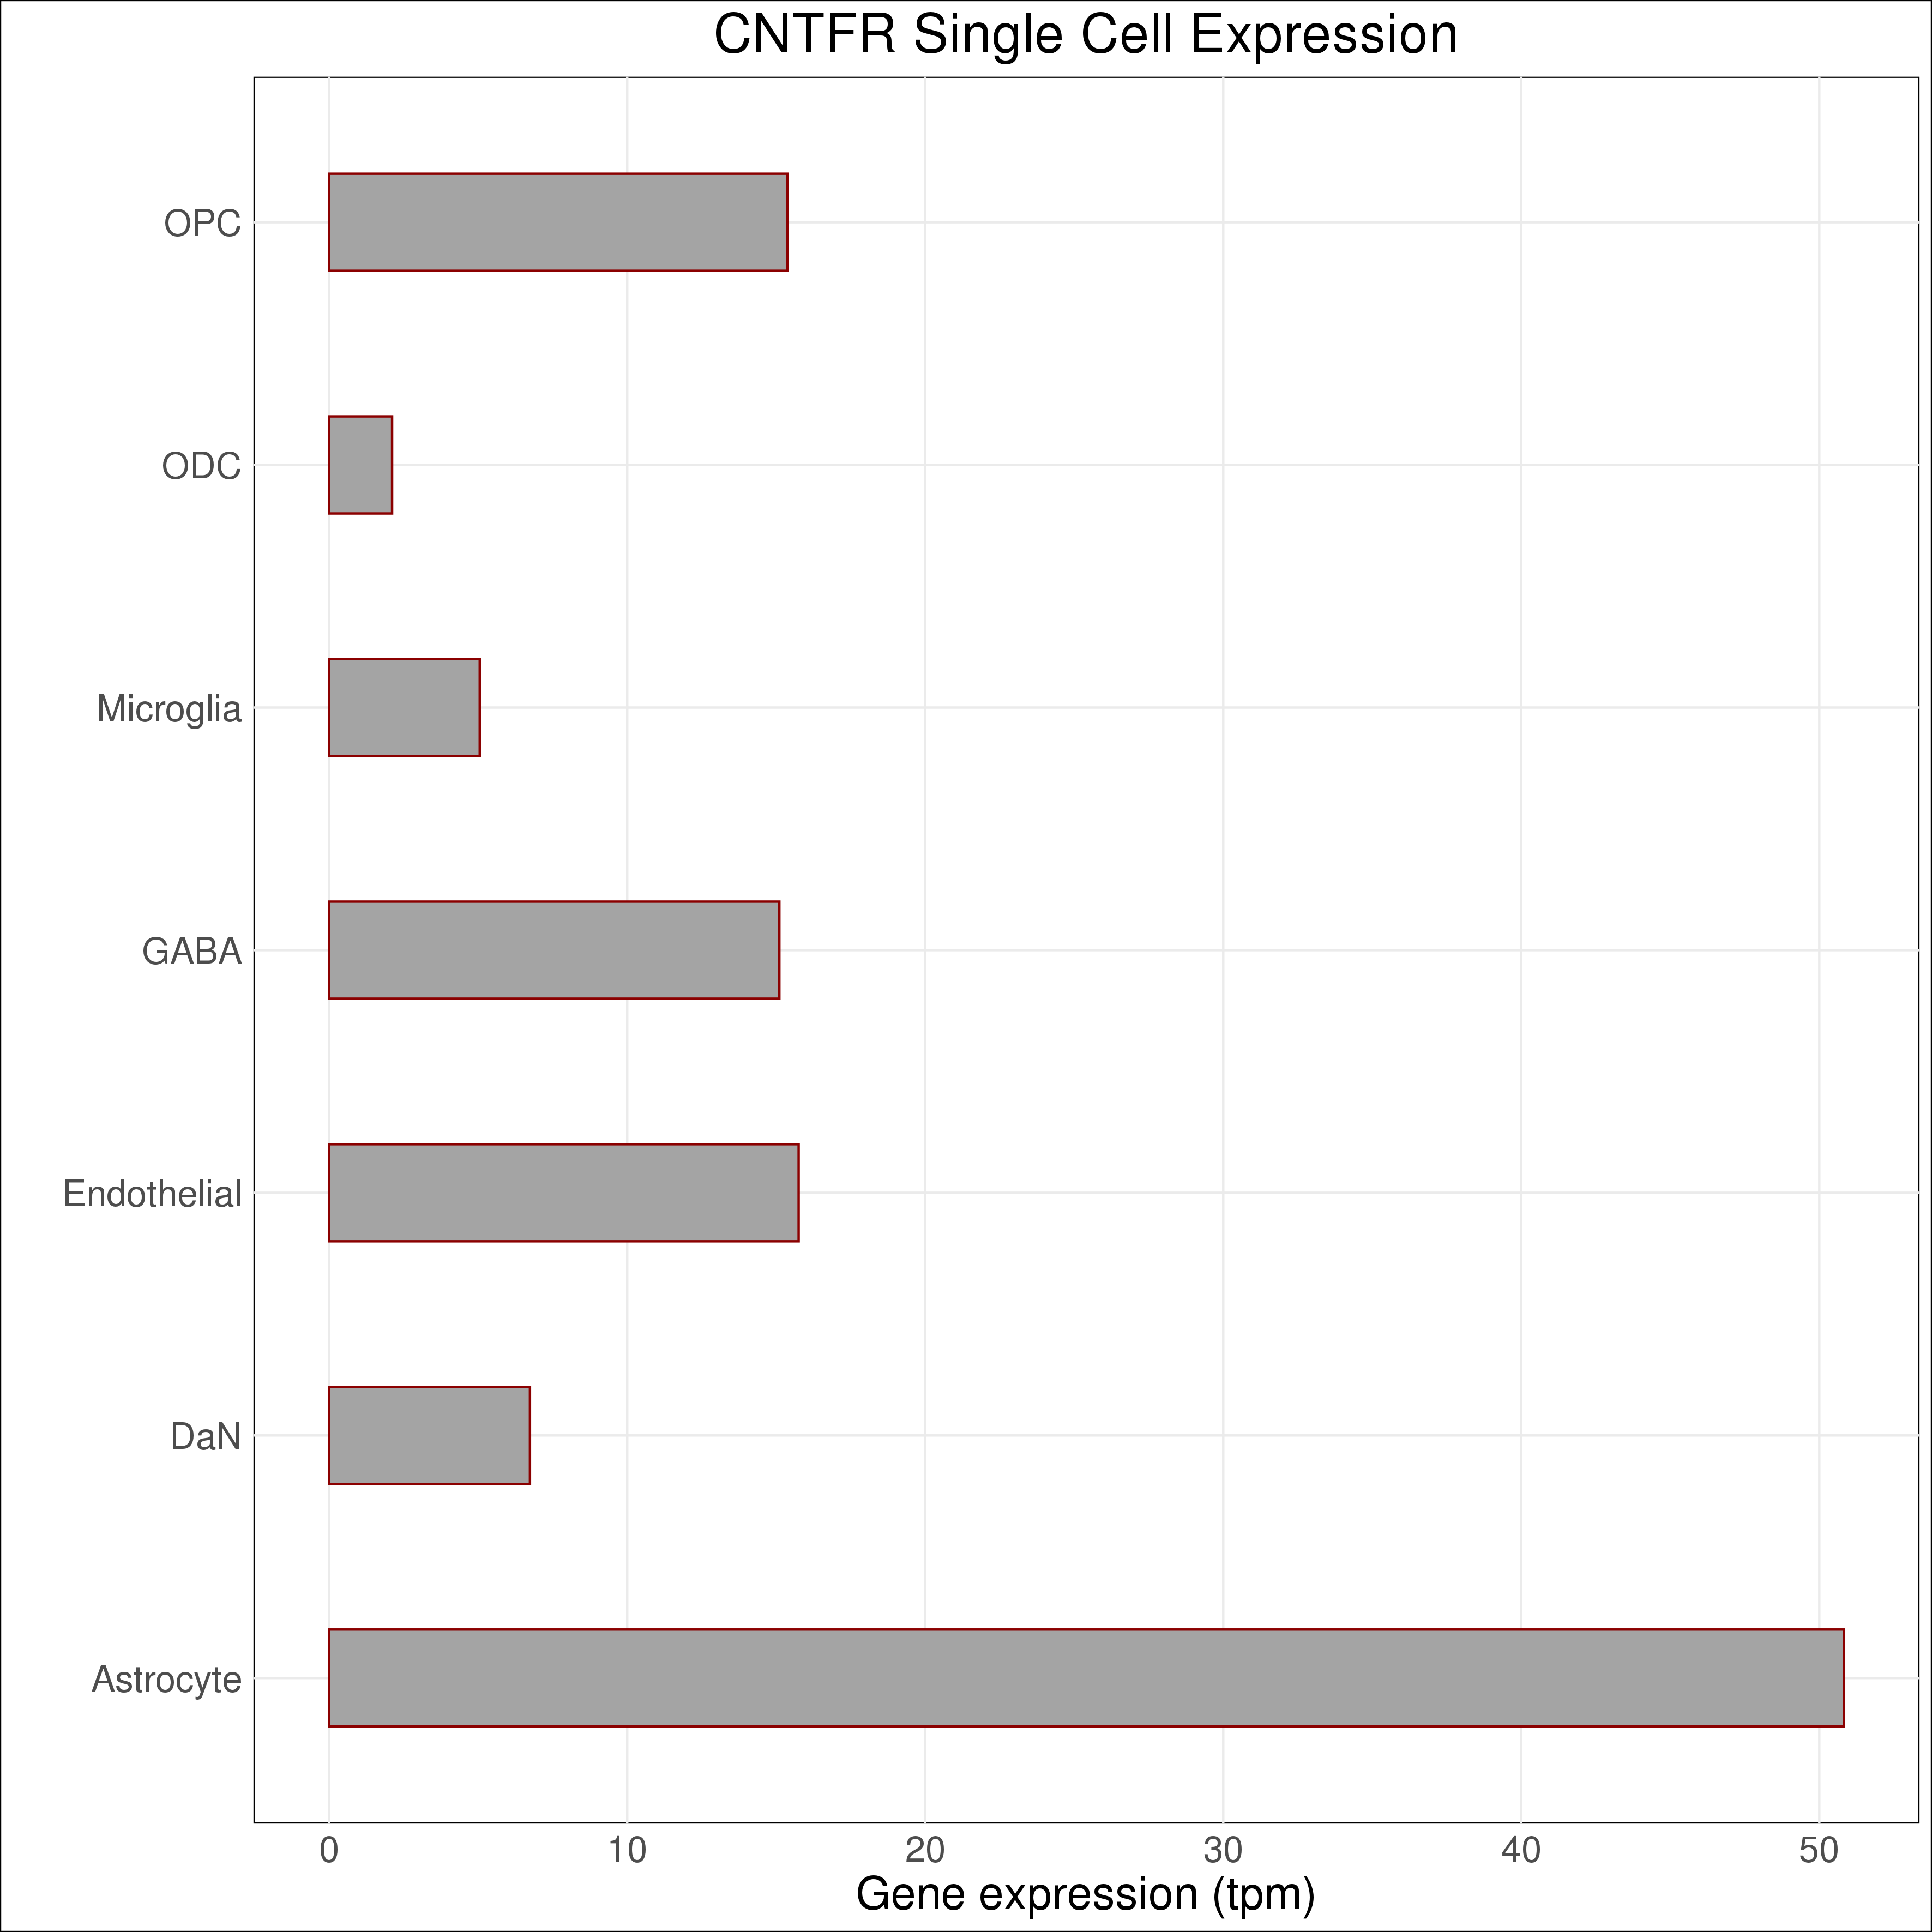 CNTFR Single Cell Expression
OPC
ODC
Microglia
GABA
Endothelial
DaN
Astrocyte
0 10 20 30 40 50
Gene expression (tpm)